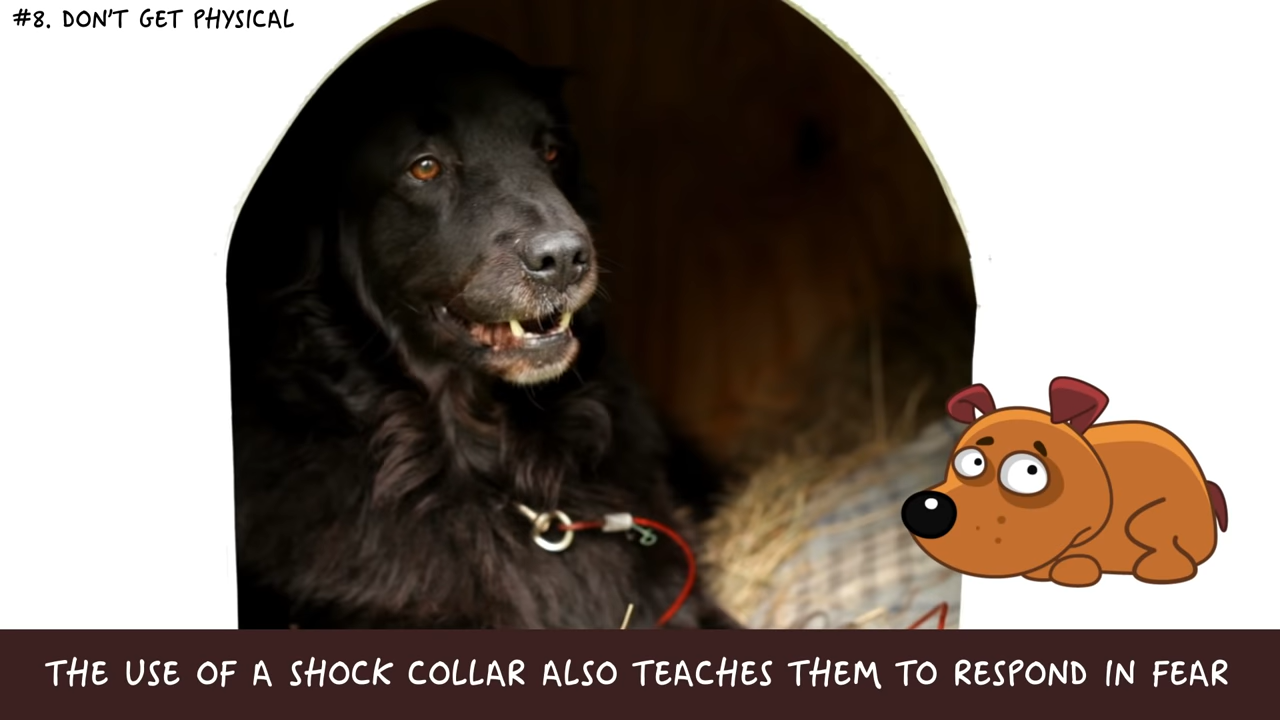 #8. DON'T GET PHYSICAL
THE USE OF A SHOCK COLLAR ALSO TEACHES THEM TO RESPOND IN FEAR